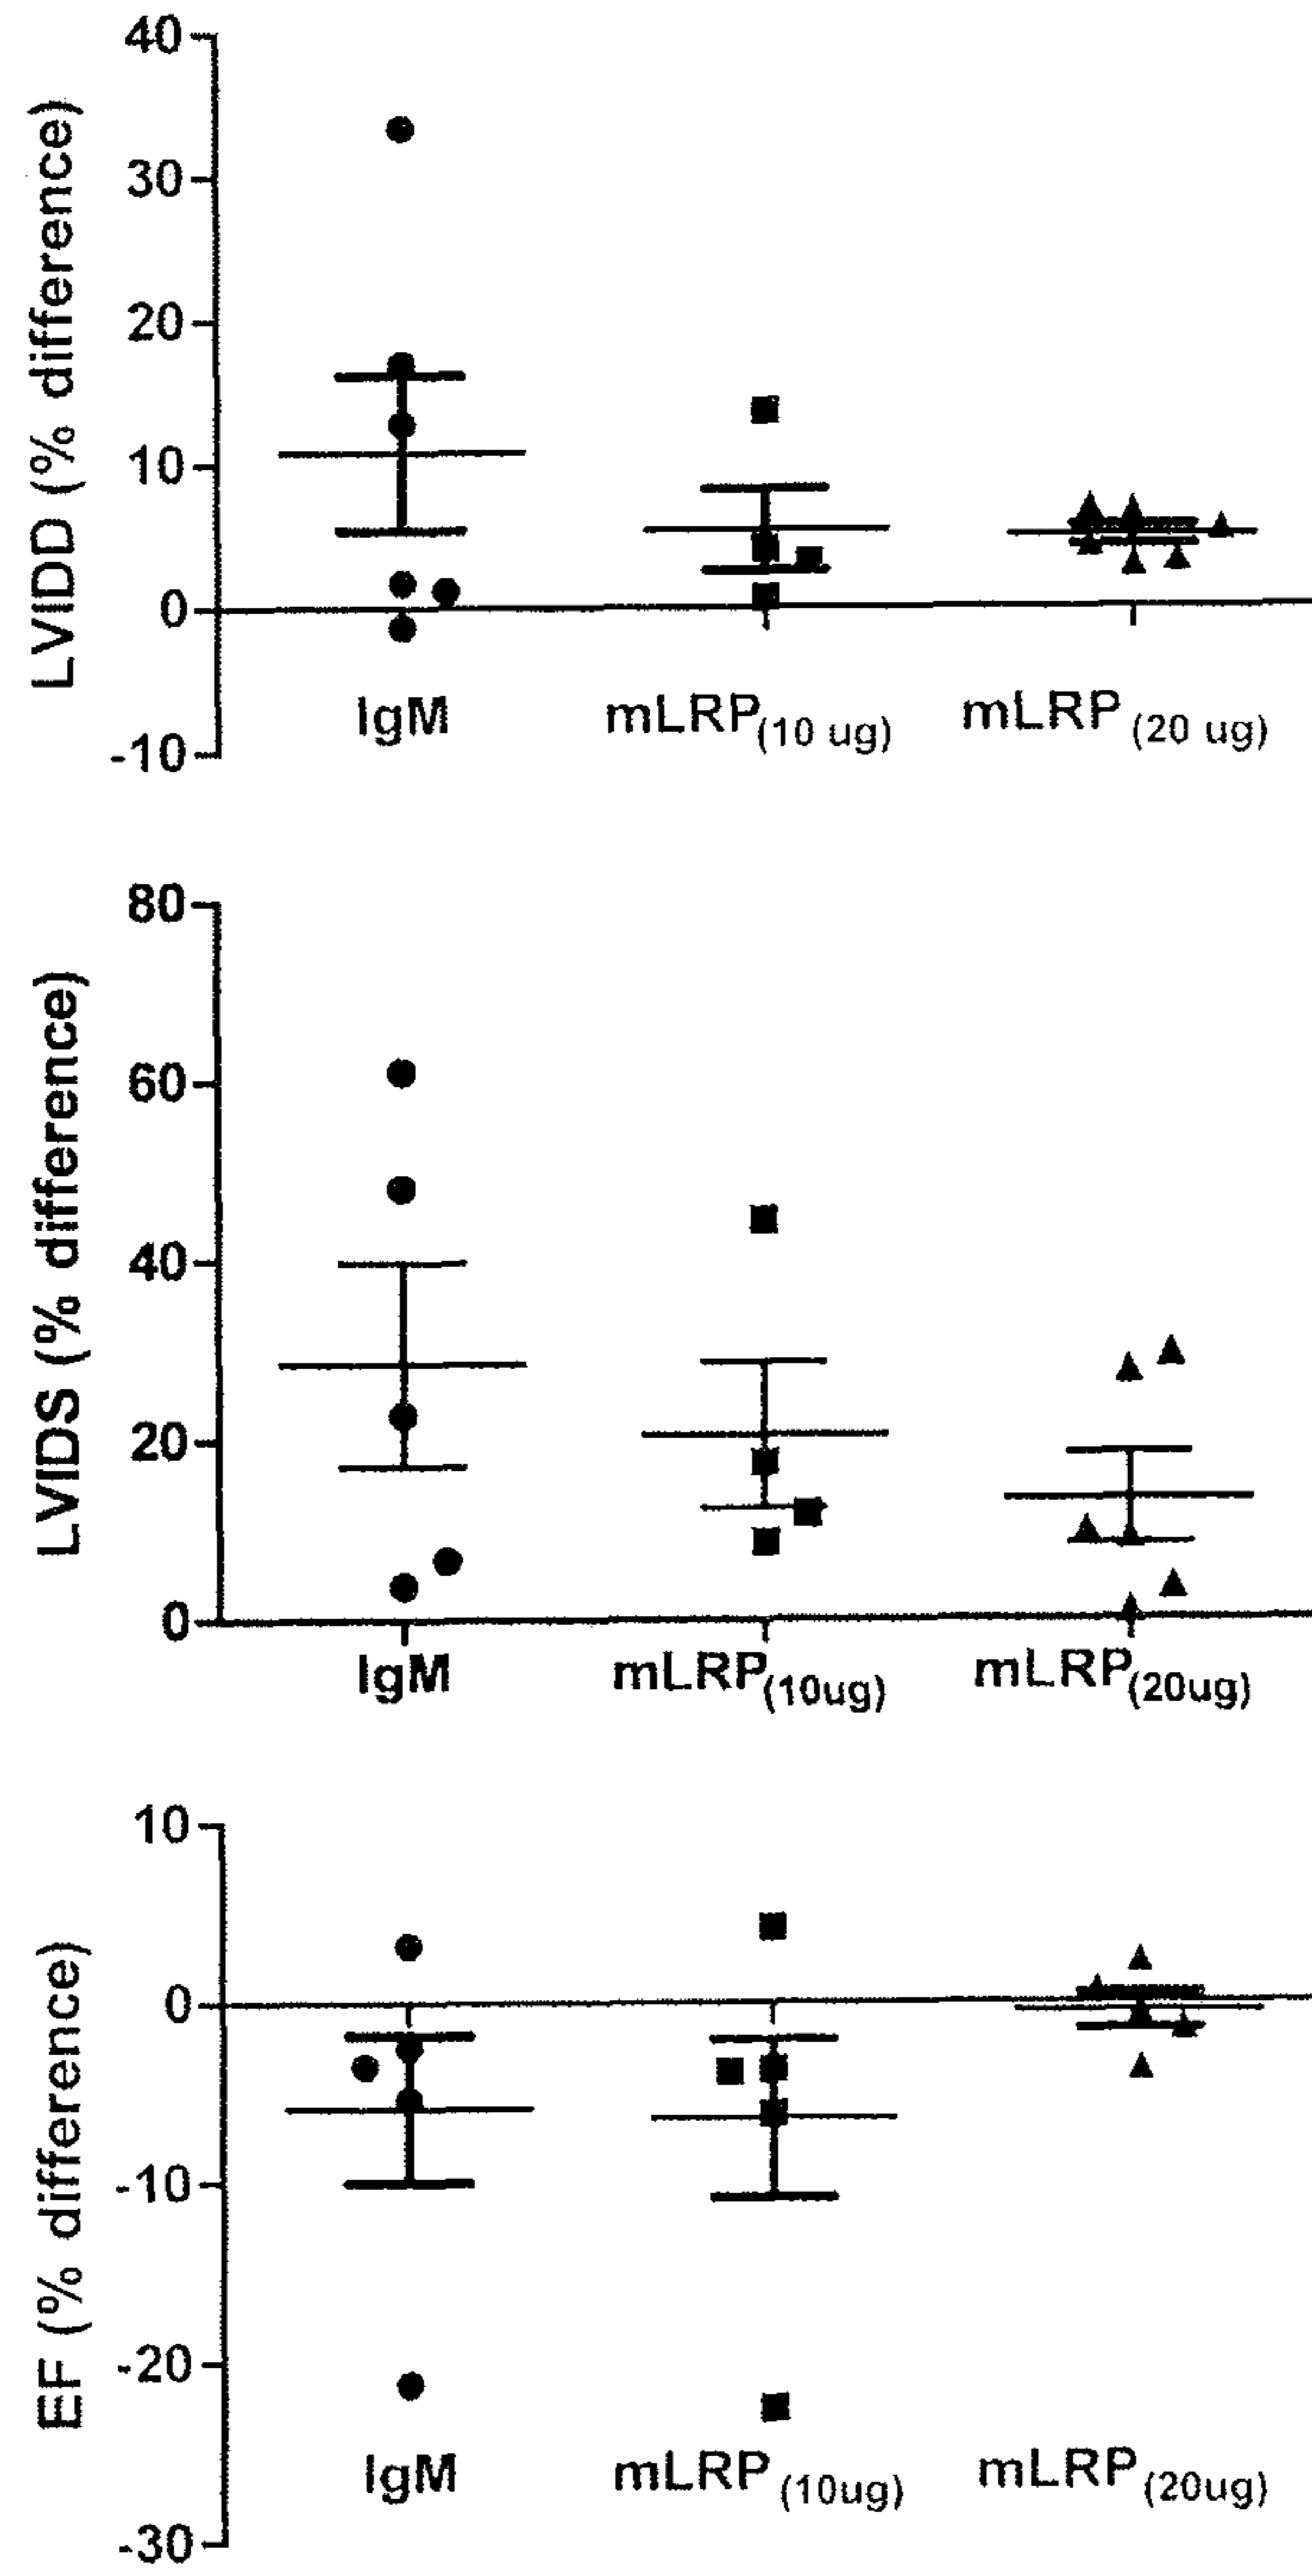 LVIDD (% difference)
40
30
20
10
0
-10
IgM mLRP(10 ug) mLRP (20 ug)
LVIDS (% difference)
80
60
40
20
0
IgM mLRP(10ug) mLRP(20ug)
EF (% difference)
10
0
-10
-20
-30
IgM mLRP (10ug) mLRP (20ug)